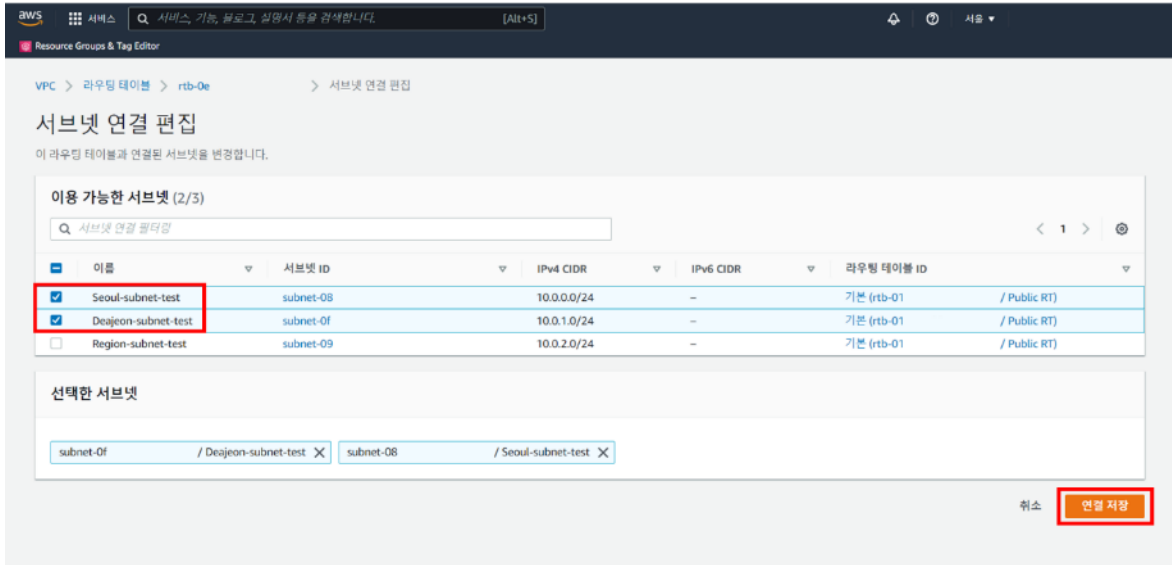 aws 서비스 서비스, 기능, 블로그, 설명서 등을 검색합니다. [Alt+S] 서울 ▼
Resource Groups & Tag Editor
VPC > 라우팅 테이블 > rtb-0e > 서브넷 연결 편집
서브넷 연결 편집
이 라우팅 테이블과 연결된 서브넷을 변경합니다.
이용 가능한 서브넷 (2/3)
서브넷 연결 필터링 < 1 >
이름 서브넷 ID IPv4 CIDR IPv6 CIDR 라우팅 테이블 ID
Seoul-subnet-test subnet-08 10.0.0.0/24 – 기본 (rtb-01 / Public RT)
Deajeon-subnet-test subnet-0f 10.0.1.0/24 – 기본 (rtb-01 / Public RT)
Region-subnet-test subnet-09 10.0.2.0/24 – 기본 (rtb-01 / Public RT)
선택한 서브넷
subnet-0f / Deajeon-subnet-test X subnet-08 / Seoul-subnet-test X
취소 연결 저장